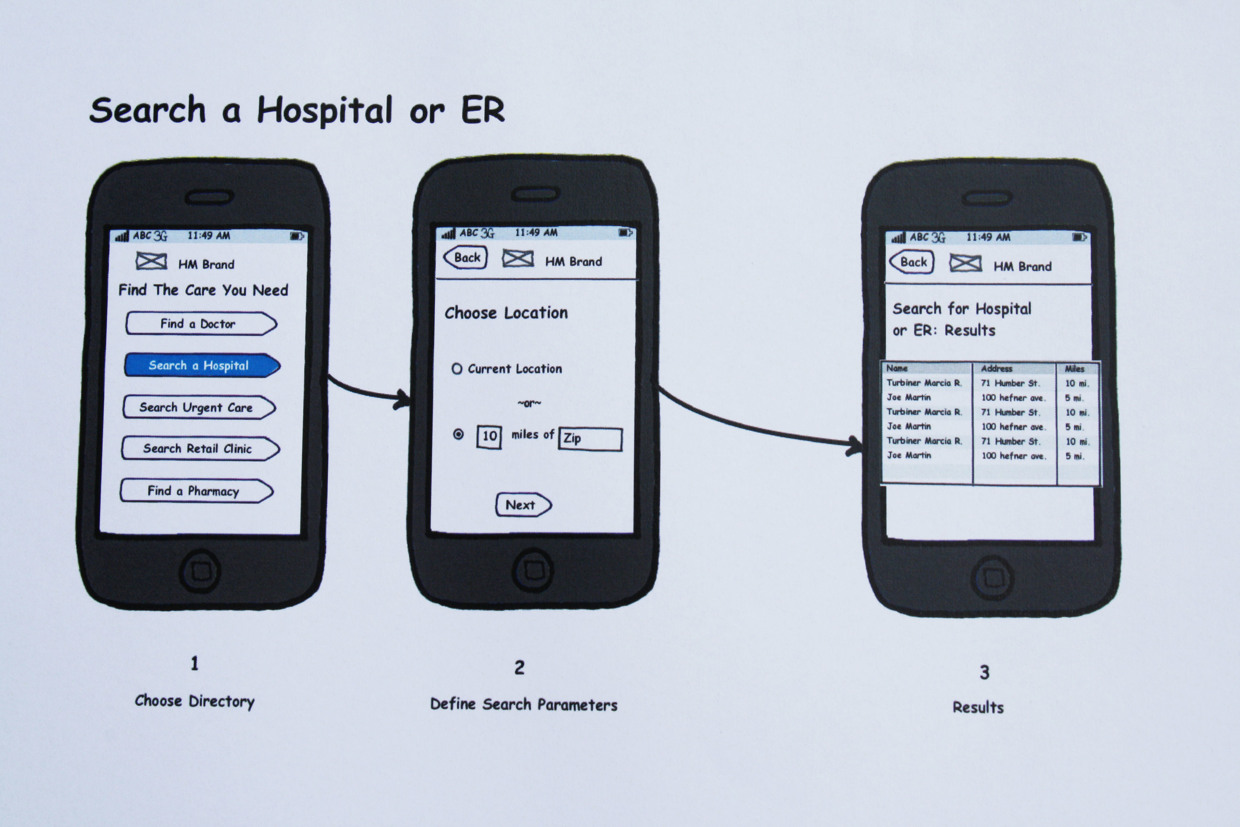 Search a Hospital or ER
ABC 3G 11:49 AM
HM Brand
Find The Care You Need
Find a Doctor
Search a Hospital
Search Urgent Care
Search Retail Clinic
Find a Pharmacy
1
Choose Directory
ABC 3G 11:49 AM
Back HM Brand
Choose Location
Current Location
~or~
10 miles of Zip
Next
2
Define Search Parameters
ABC 3G 11:49 AM
Back HM Brand
Search for Hospital
or ER: Results
Name Address Miles
Turbiner Marcia R. 71 Humber St. 10 mi.
Joe Martin 100 hefner ave. 5 mi.
Turbiner Marcia R. 71 Humber St. 10 mi.
Joe Martin 100 hefner ave. 5 mi.
Turbiner Marcia R. 71 Humber St. 10 mi.
Joe Martin 100 hefner ave. 5 mi.
3
Results